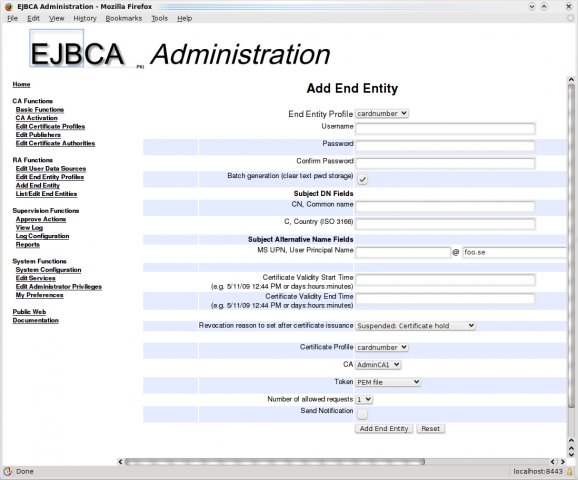 EJBCA Administration - Mozilla Firefox
File Edit View History Bookmarks Tools Help
EJBCA PKI Administration
Home
CA Functions
Basic Functions
CA Activation
Edit Certificate Profiles
Edit Publishers
Edit Certificate Authorities
RA Functions
Edit User Data Sources
Edit End Entity Profiles
Add End Entity
List/Edit End Entities
Supervision Functions
Approve Actions
View Log
Log Configuration
Reports
System Functions
System Configuration
Edit Services
Edit Administrator Privileges
My Preferences
Public Web
Documentation
Add End Entity
End Entity Profile cardnumber
Username
Password
Confirm Password
Batch generation (clear text pwd storage)
Subject DN Fields
CN, Common name
C, Country (ISO 3166)
Subject Alternative Name Fields
MS UPN, User Principal Name @ foo.se
Certificate Validity Start Time
(e.g. 5/11/09 12:44 PM or days:hours:minutes)
Certificate Validity End Time
(e.g. 5/11/09 12:44 PM or days:hours:minutes)
Revocation reason to set after certificate issuance Suspended: Certificate hold
Certificate Profile cardnumber
CA AdminCA1
Token PEM file
Number of allowed requests 1
Send Notification
Add End Entity Reset
Done localhost:8443